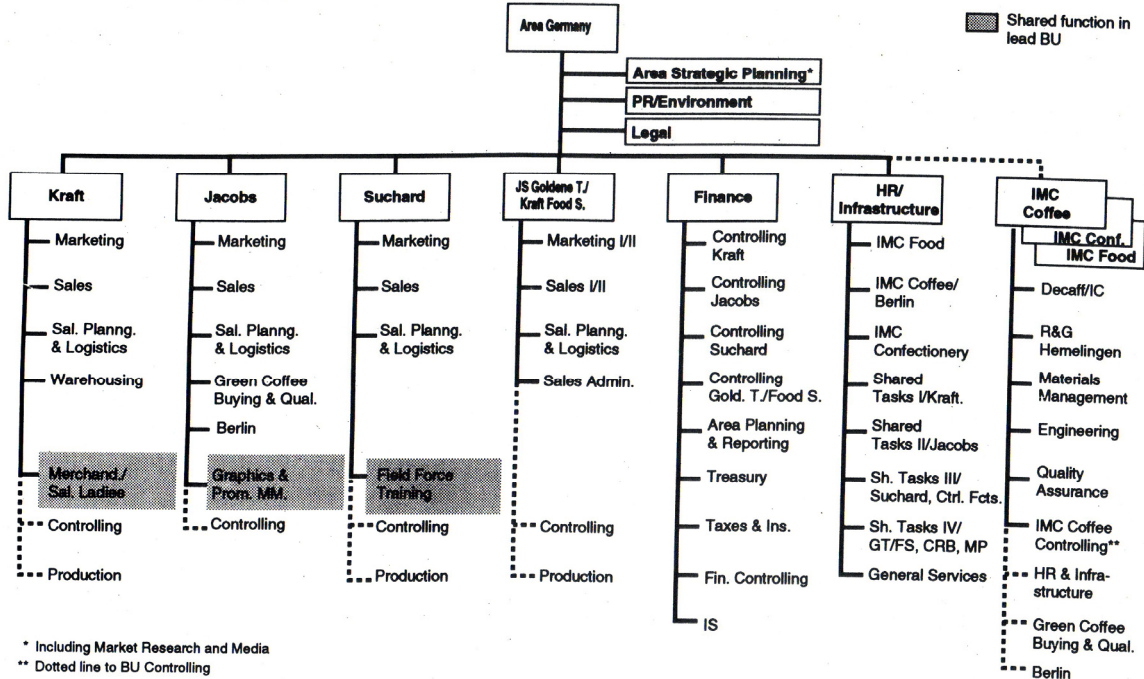 Area Germany
Shared function in
lead BU
Area Strategic Planning*
PR/Environment
Legal
Kraft
Marketing
Sales
Sal. Planng.
& Logistics
Warehousing
Merchand./
Sal. Ladies
Controlling
Production
Jacobs
Marketing
Sales
Sal. Planng.
& Logistics
Green Coffee
Buying & Qual.
Berlin
Graphics &
Prom. MM.
Controlling
Suchard
Marketing
Sales
Sal. Planng.
& Logistics
Field Force
Training
Controlling
Production
JS Goldene T./
Kraft Food S.
Marketing I/II
Sales I/II
Sal. Planng.
& Logistics
Sales Admin.
Controlling
Production
Finance
Controlling
Kraft
Controlling
Jacobs
Controlling
Suchard
Controlling
Gold. T./Food S.
Area Planning
& Reporting
Treasury
Taxes & Ins.
Fin. Controlling
IS
HR/
Infrastructure
IMC Food
IMC Coffee/
Berlin
IMC
Confectionery
Shared
Tasks I/Kraft.
Shared
Tasks II/Jacobs
Sh. Tasks III/
Suchard, Ctrl. Fcts.
Sh. Tasks IV/
GT/FS, CRB, MP
General Services
IMC
Coffee
IMC Conf.
IMC Food
Decaff/IC
R&G
Hemelingen
Materials
Management
Engineering
Quality
Assurance
IMC Coffee
Controlling**
HR & Infra-
structure
Green Coffee
Buying & Qual.
Berlin
* Including Market Research and Media
** Dotted line to BU Controlling